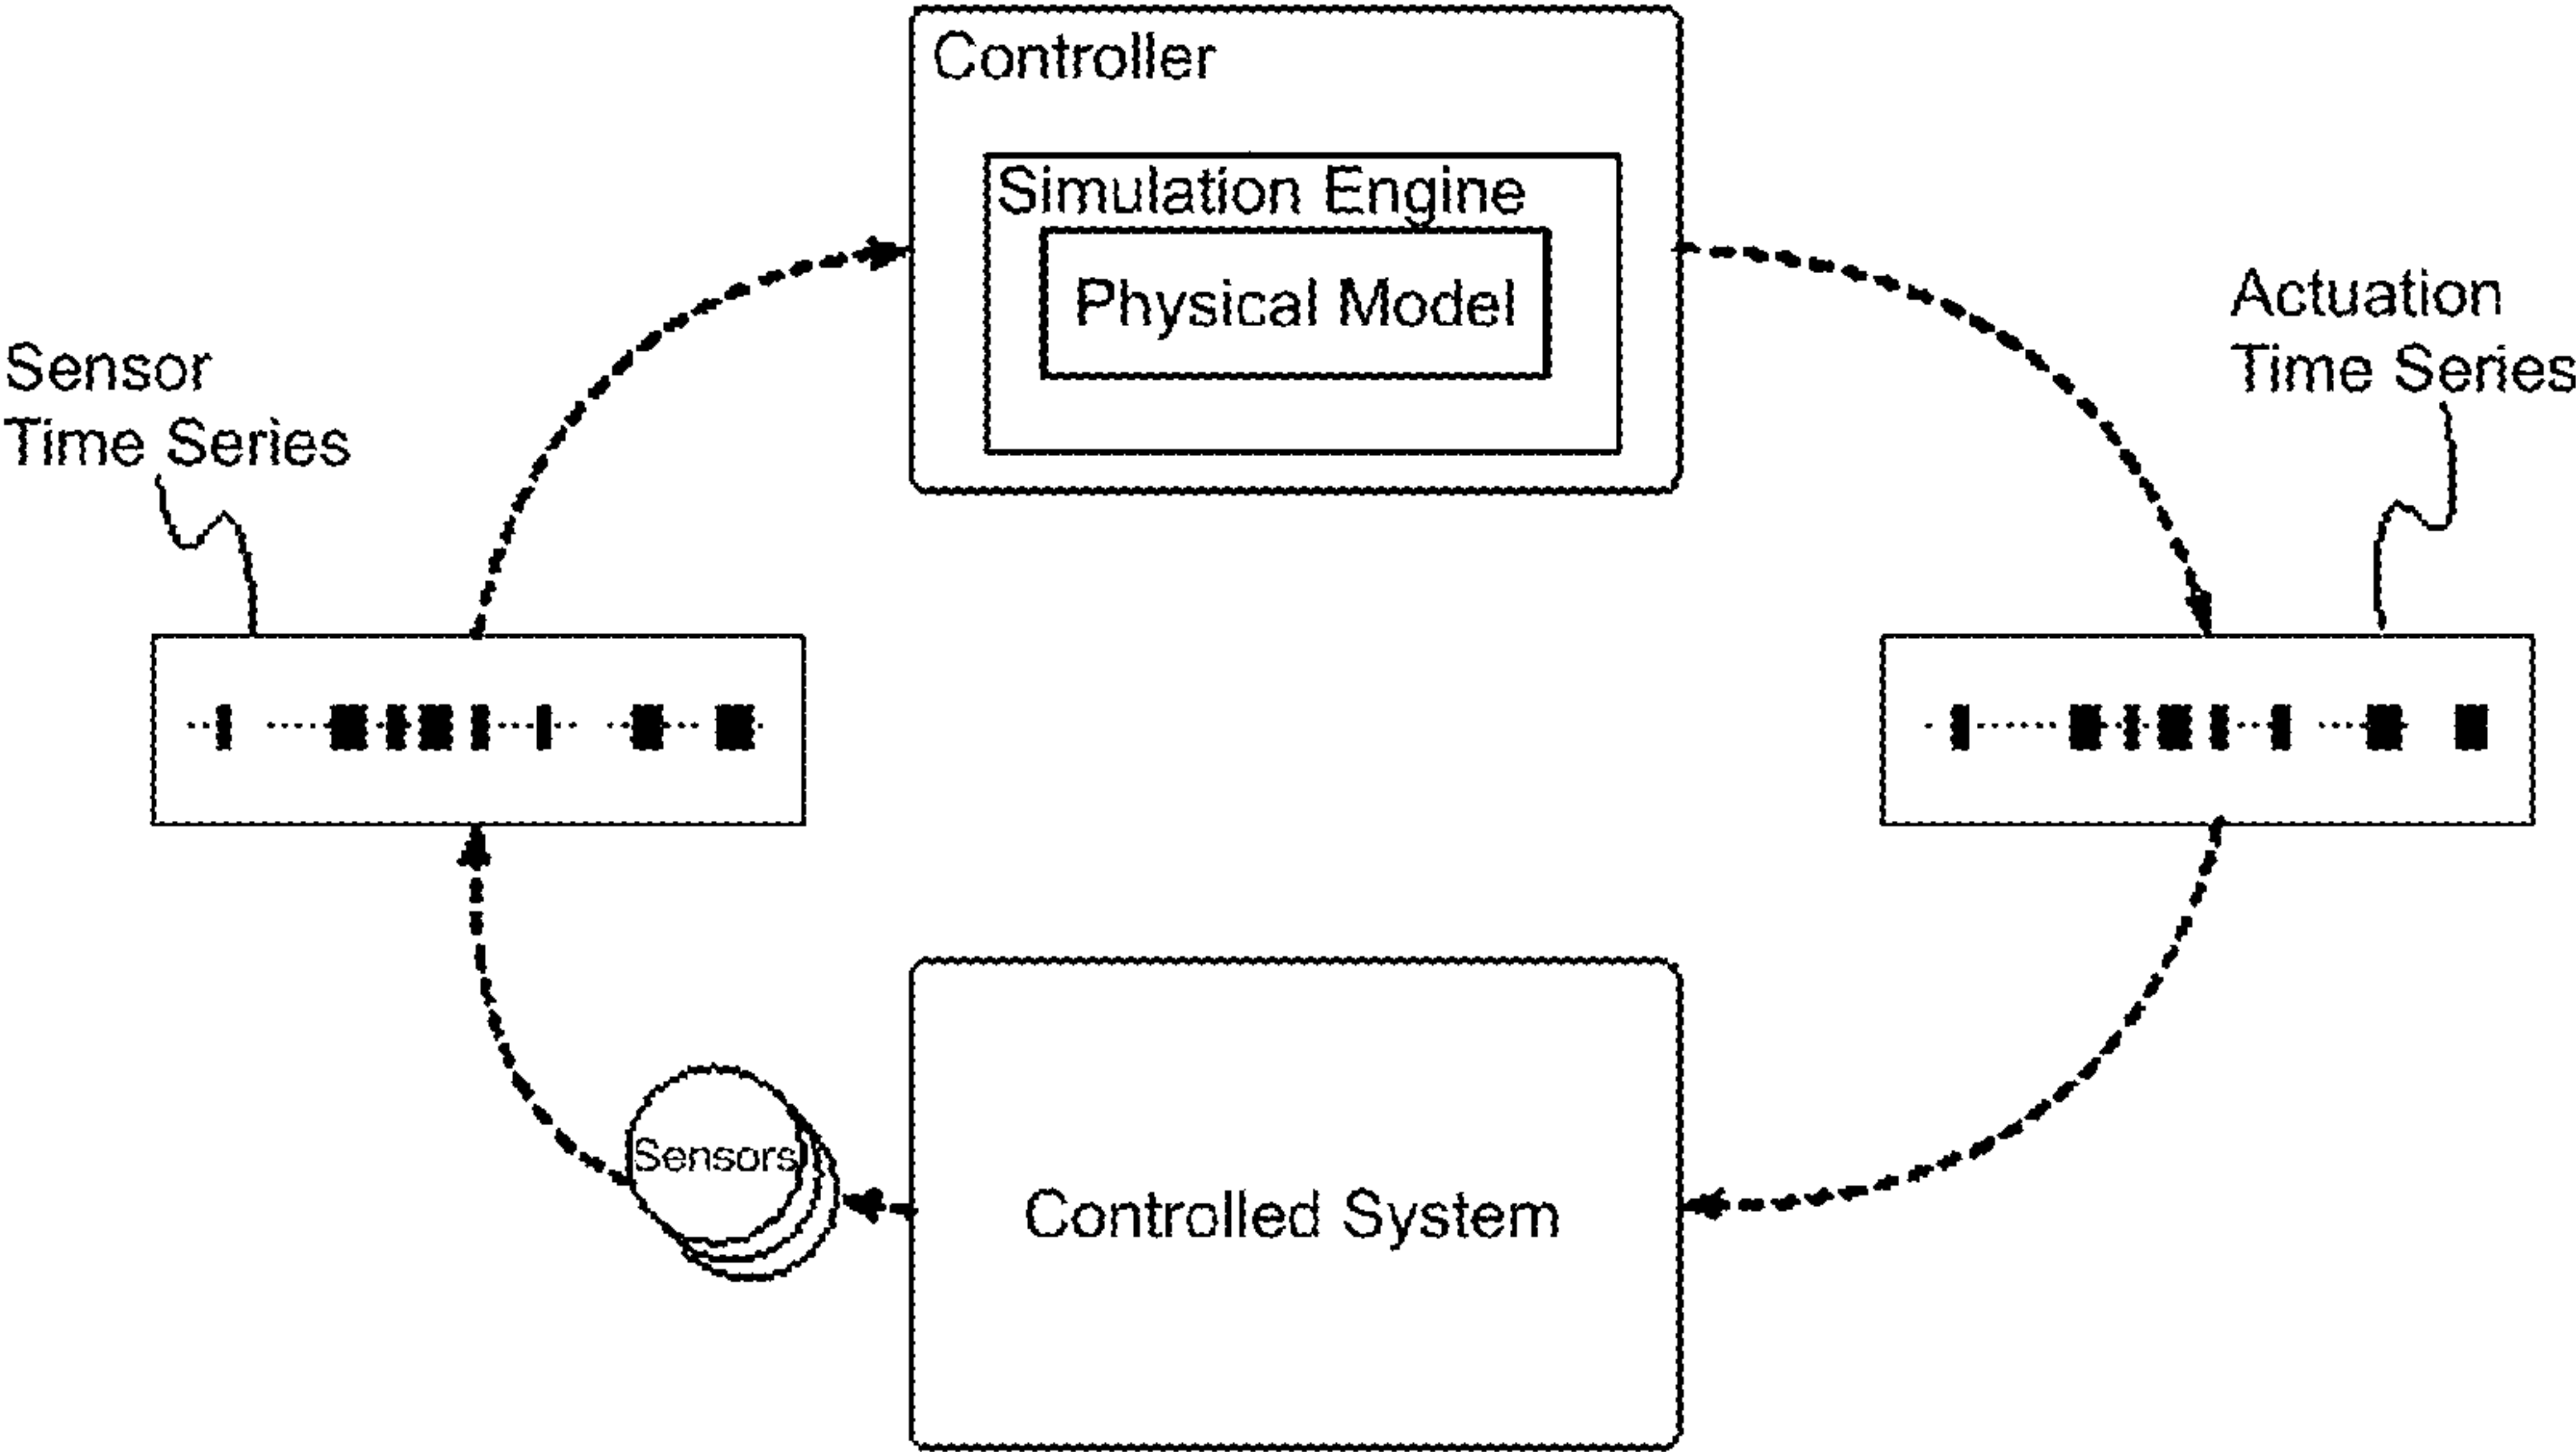 Controller
Simulation Engine
Physical Model
Actuation
Time Series
Sensor
Time Series
Sensors
Controlled System